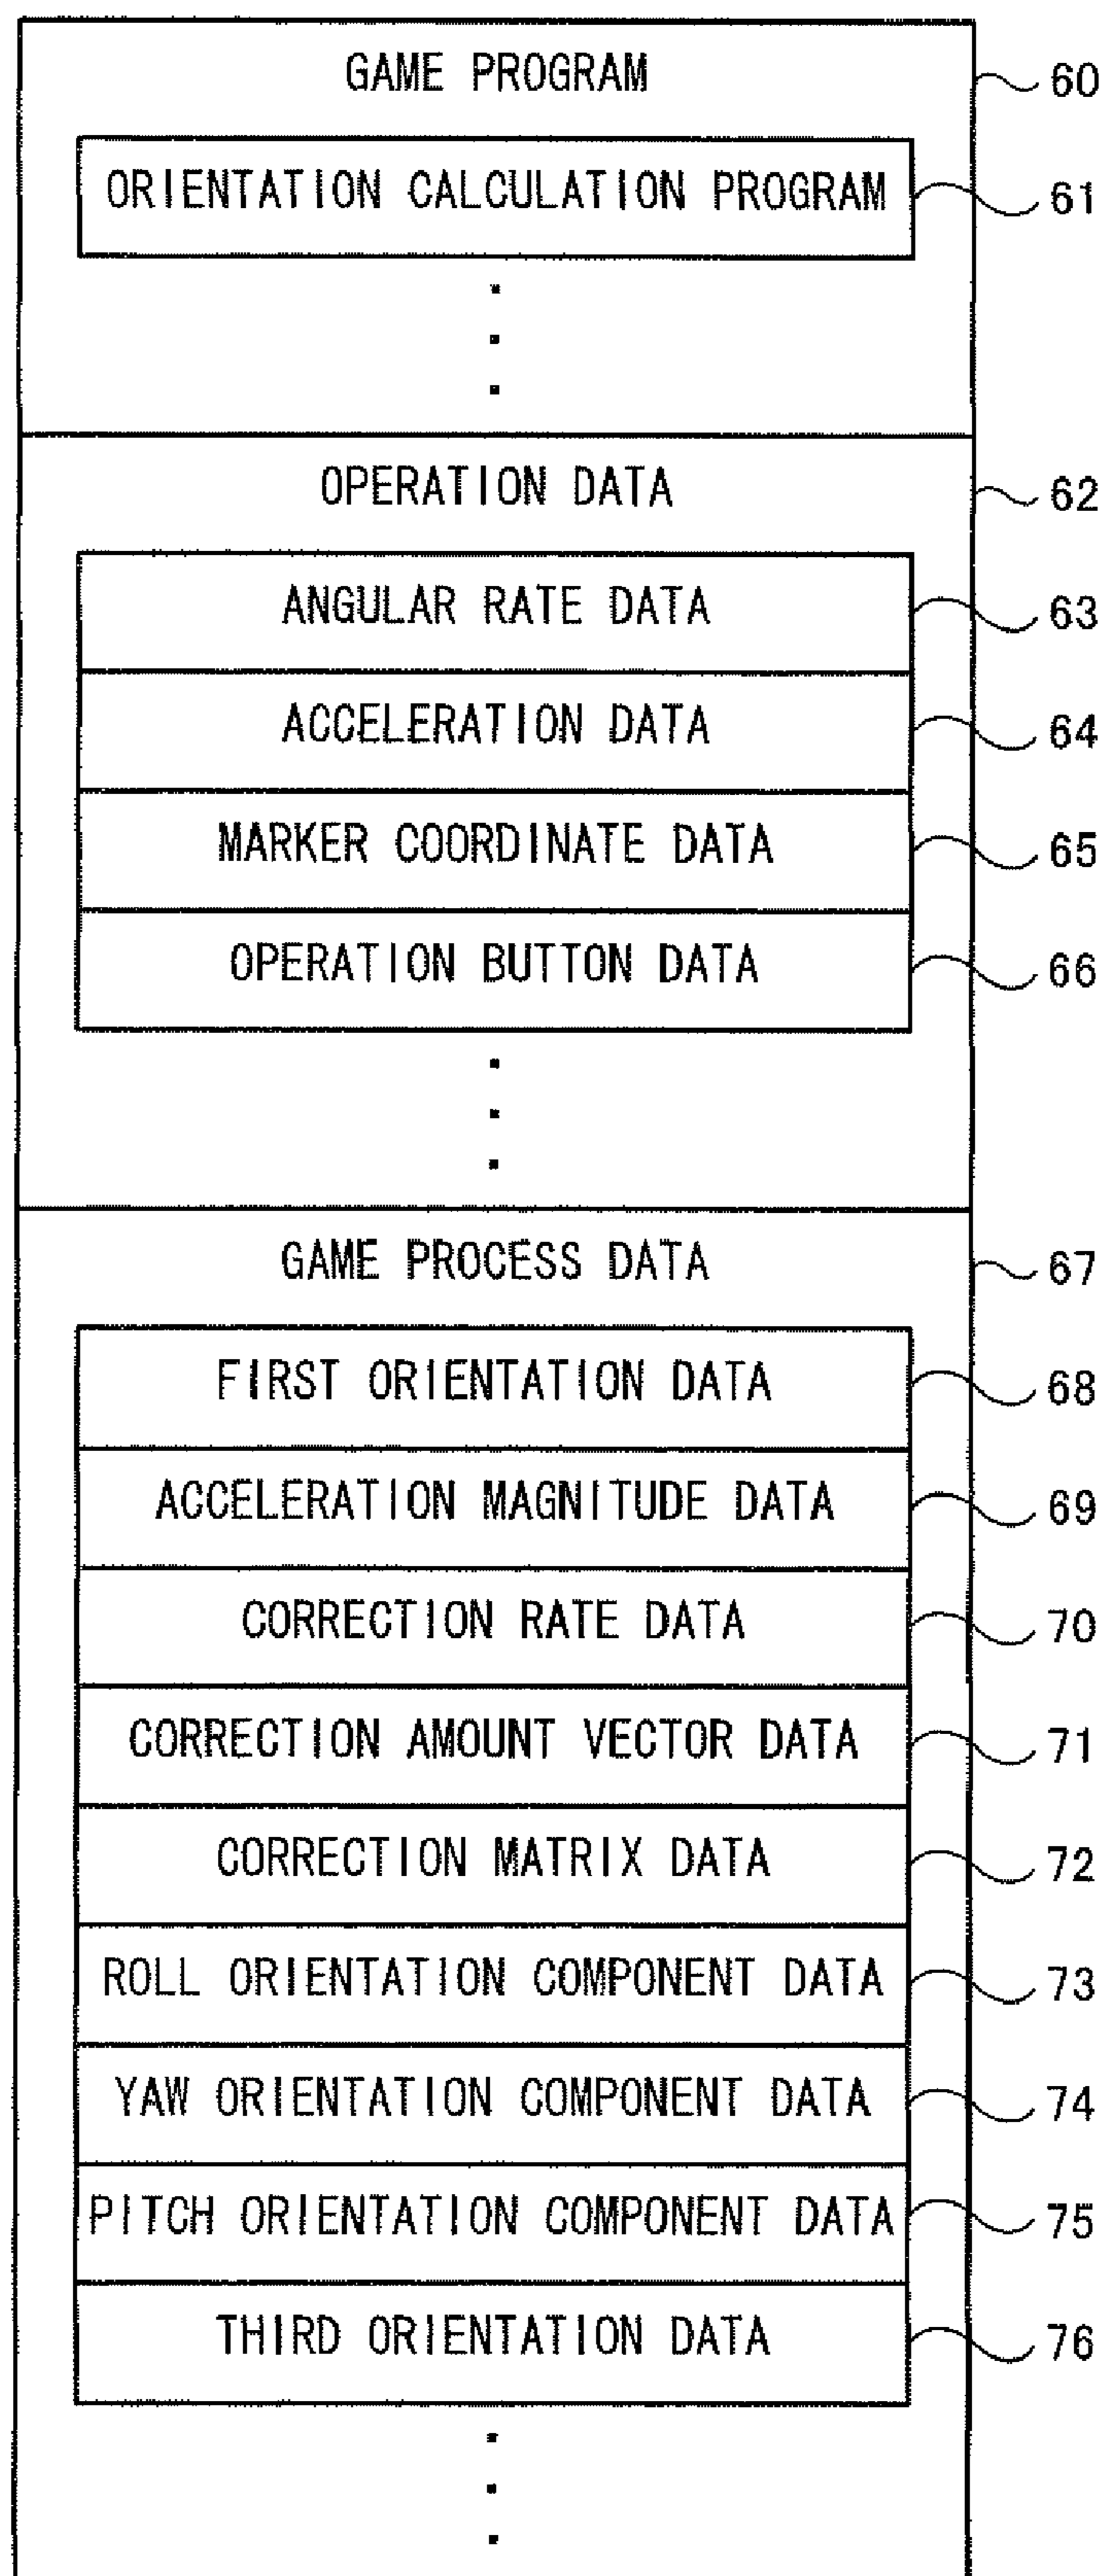 GAME PROGRAM 60
ORIENTATION CALCULATION PROGRAM 61
OPERATION DATA 62
ANGULAR RATE DATA 63
ACCELERATION DATA 64
MARKER COORDINATE DATA 65
OPERATION BUTTON DATA 66
GAME PROCESS DATA 67
FIRST ORIENTATION DATA 68
ACCELERATION MAGNITUDE DATA 69
CORRECTION RATE DATA 70
CORRECTION AMOUNT VECTOR DATA 71
CORRECTION MATRIX DATA 72
ROLL ORIENTATION COMPONENT DATA 73
YAW ORIENTATION COMPONENT DATA 74
PITCH ORIENTATION COMPONENT DATA 75
THIRD ORIENTATION DATA 76